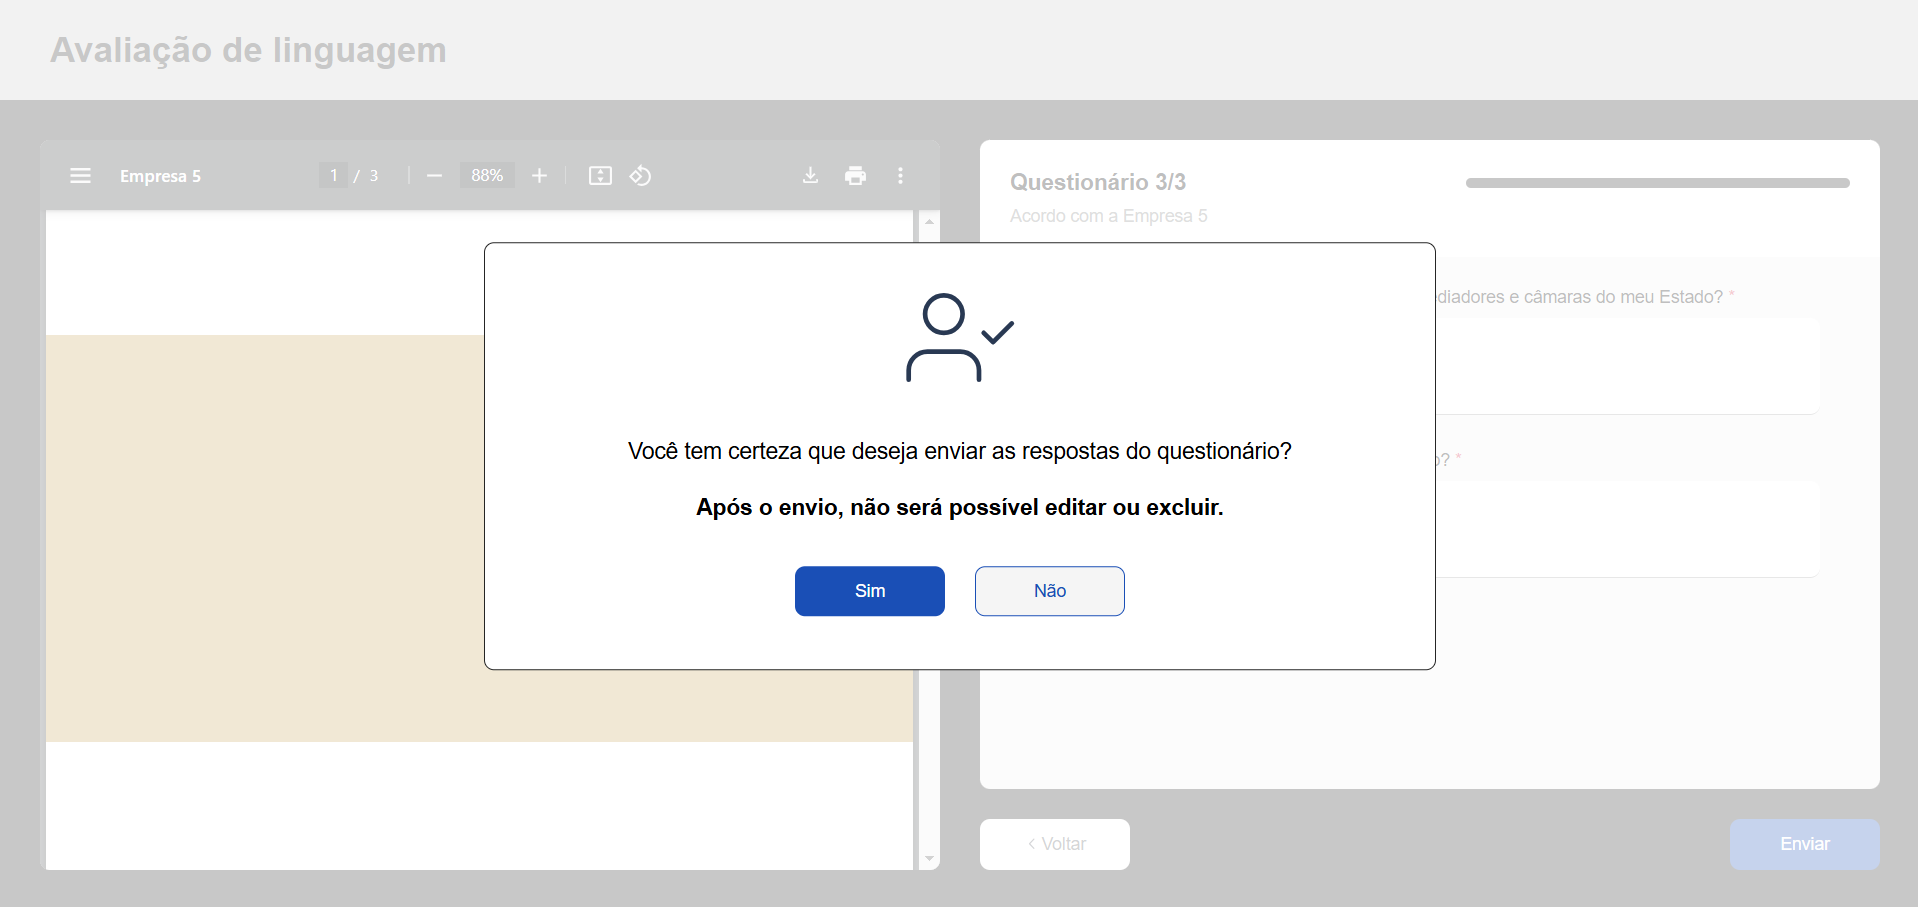 Avaliação de linguagem
Empresa 5
1 / 3
88%
Questionário 3/3
Acordo com a Empresa 5
câmaras do meu Estado? *
? *
Você tem certeza que deseja enviar as respostas do questionário?
Após o envio, não será possível editar ou excluir.
Sim
Não
‹ Voltar
Enviar